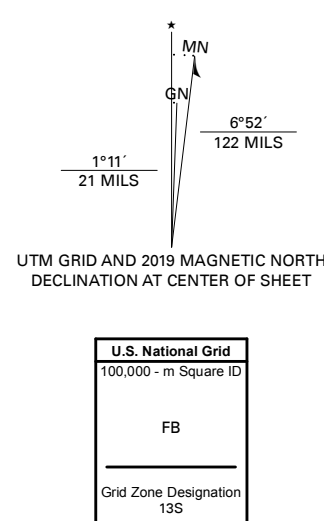 ★
MN
GN
6°52´
122 MILS
1°11´
21 MILS
UTM GRID AND 2019 MAGNETIC NORTH
DECLINATION AT CENTER OF SHEET
U.S. National Grid
100,000 - m Square ID
FB
Grid Zone Designation
13S